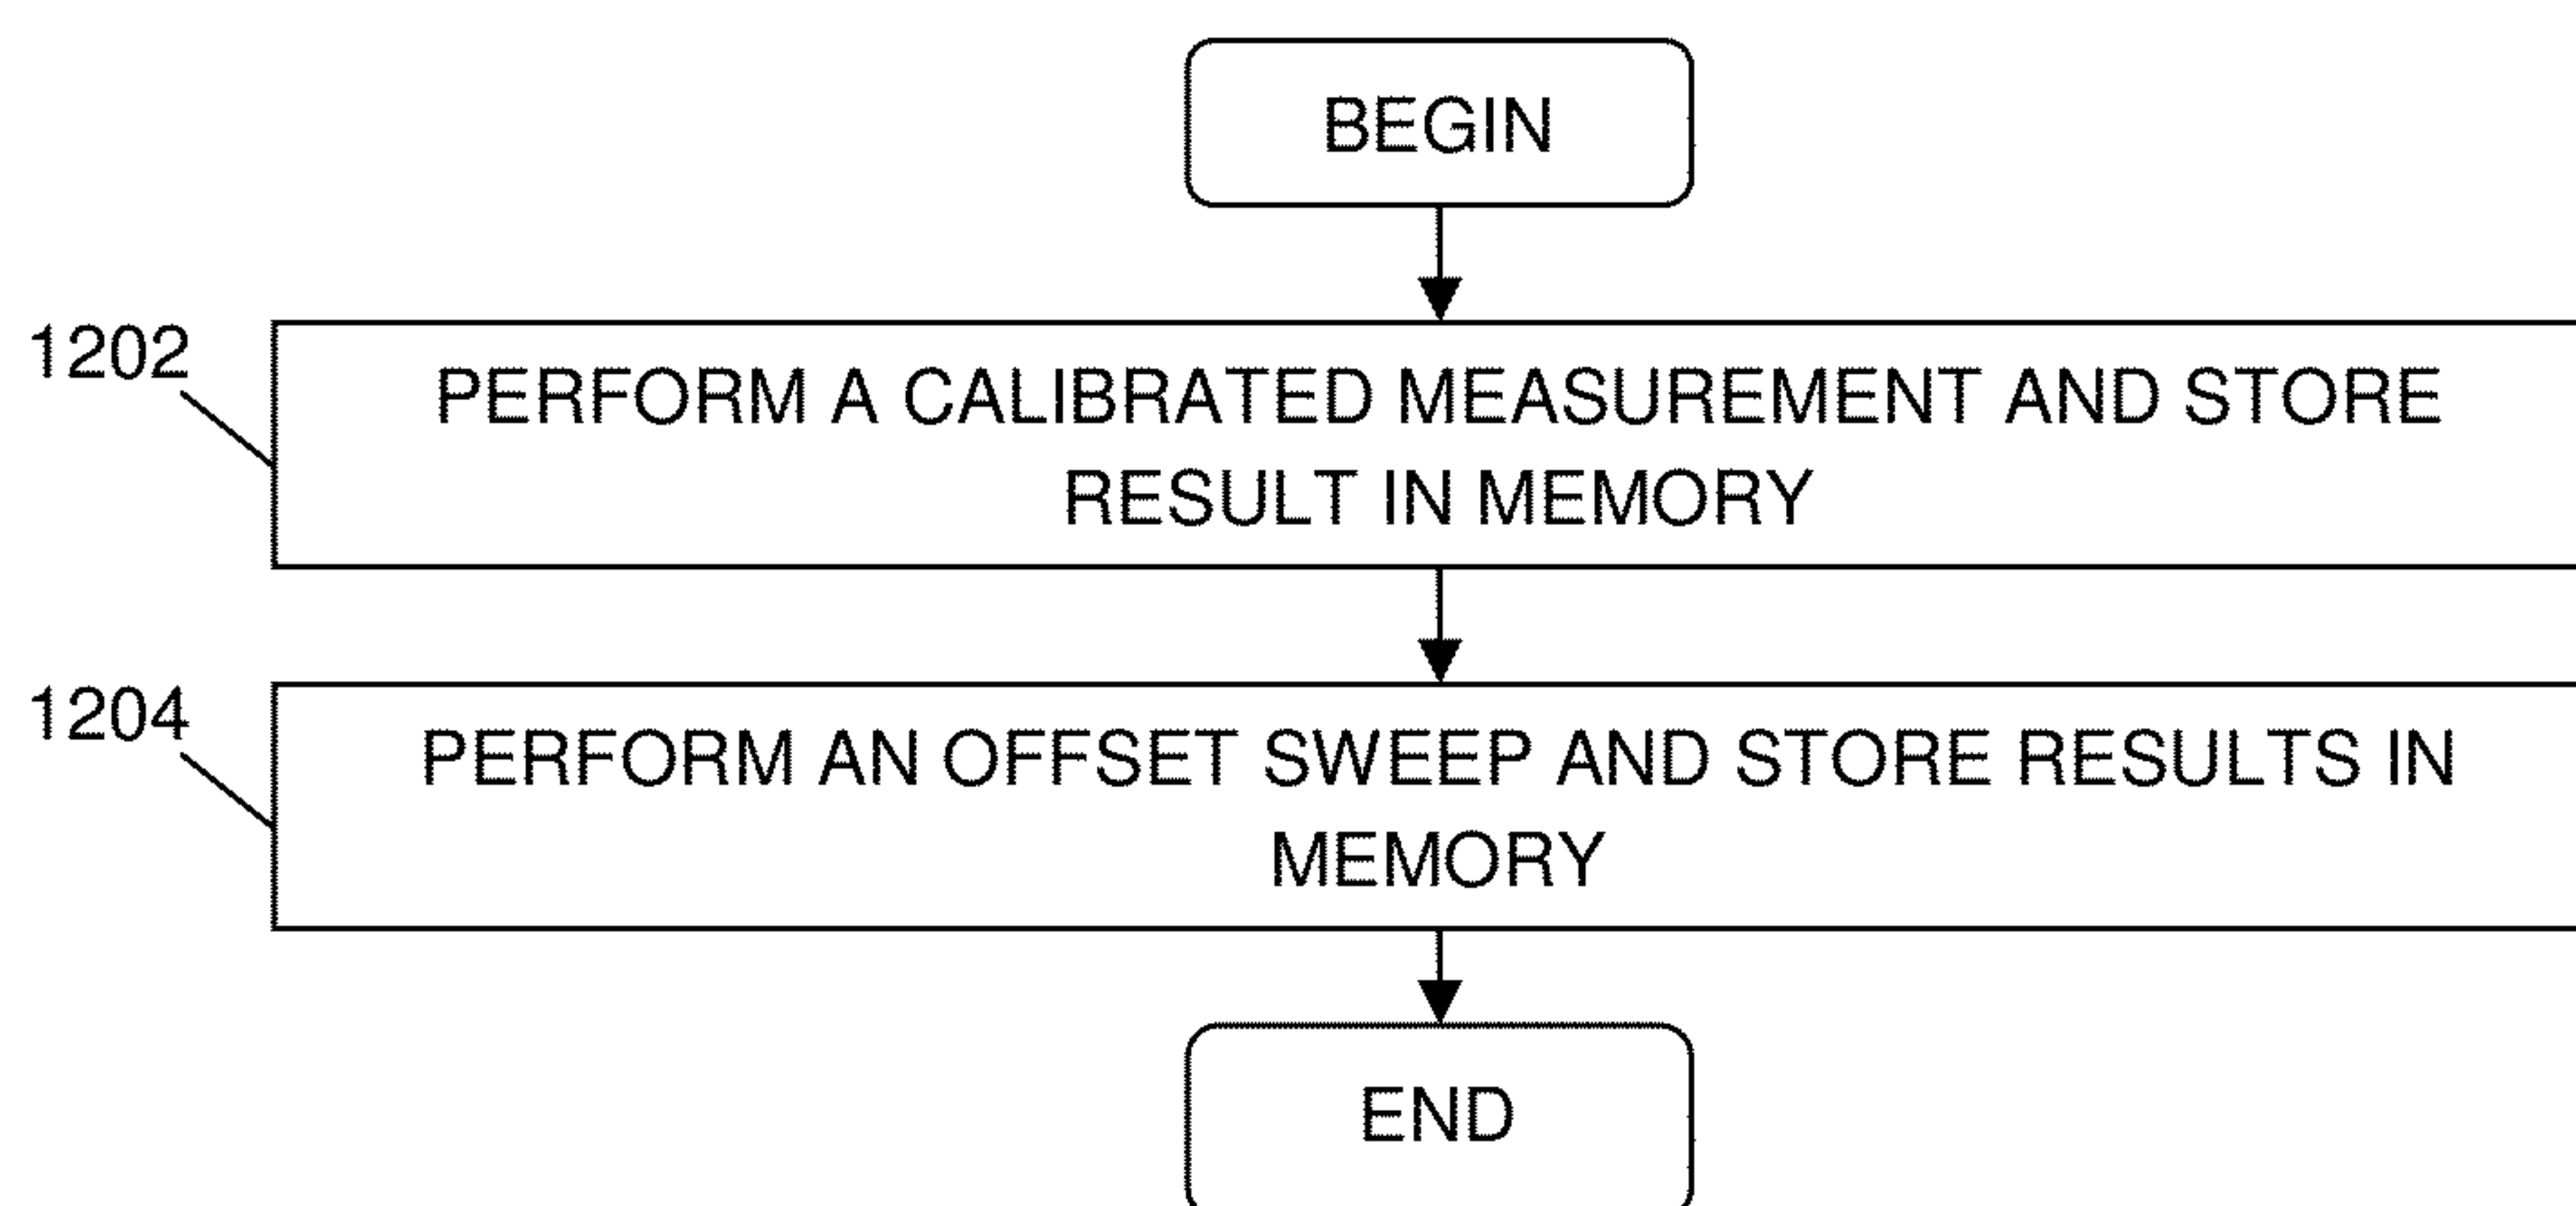 BEGIN
1202
PERFORM A CALIBRATED MEASUREMENT AND STORE
RESULT IN MEMORY
1204
PERFORM AN OFFSET SWEEP AND STORE RESULTS IN
MEMORY
END